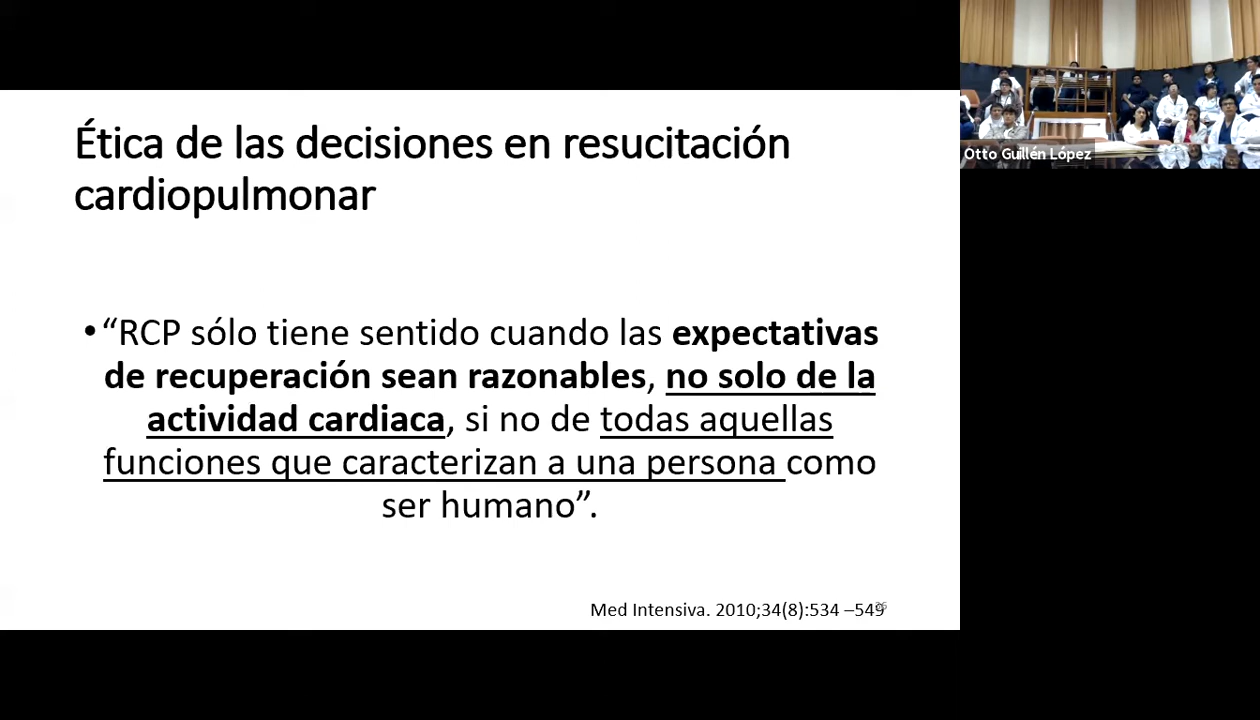 Ética de las decisiones en resucitación
cardiopulmonar
•“RCP sólo tiene sentido cuando las expectativas
de recuperación sean razonables, no solo de la
actividad cardiaca, si no de todas aquellas
funciones que caracterizan a una persona como
ser humano”.
Med Intensiva. 2010;34(8):534 –549
26
Otto Guillén López